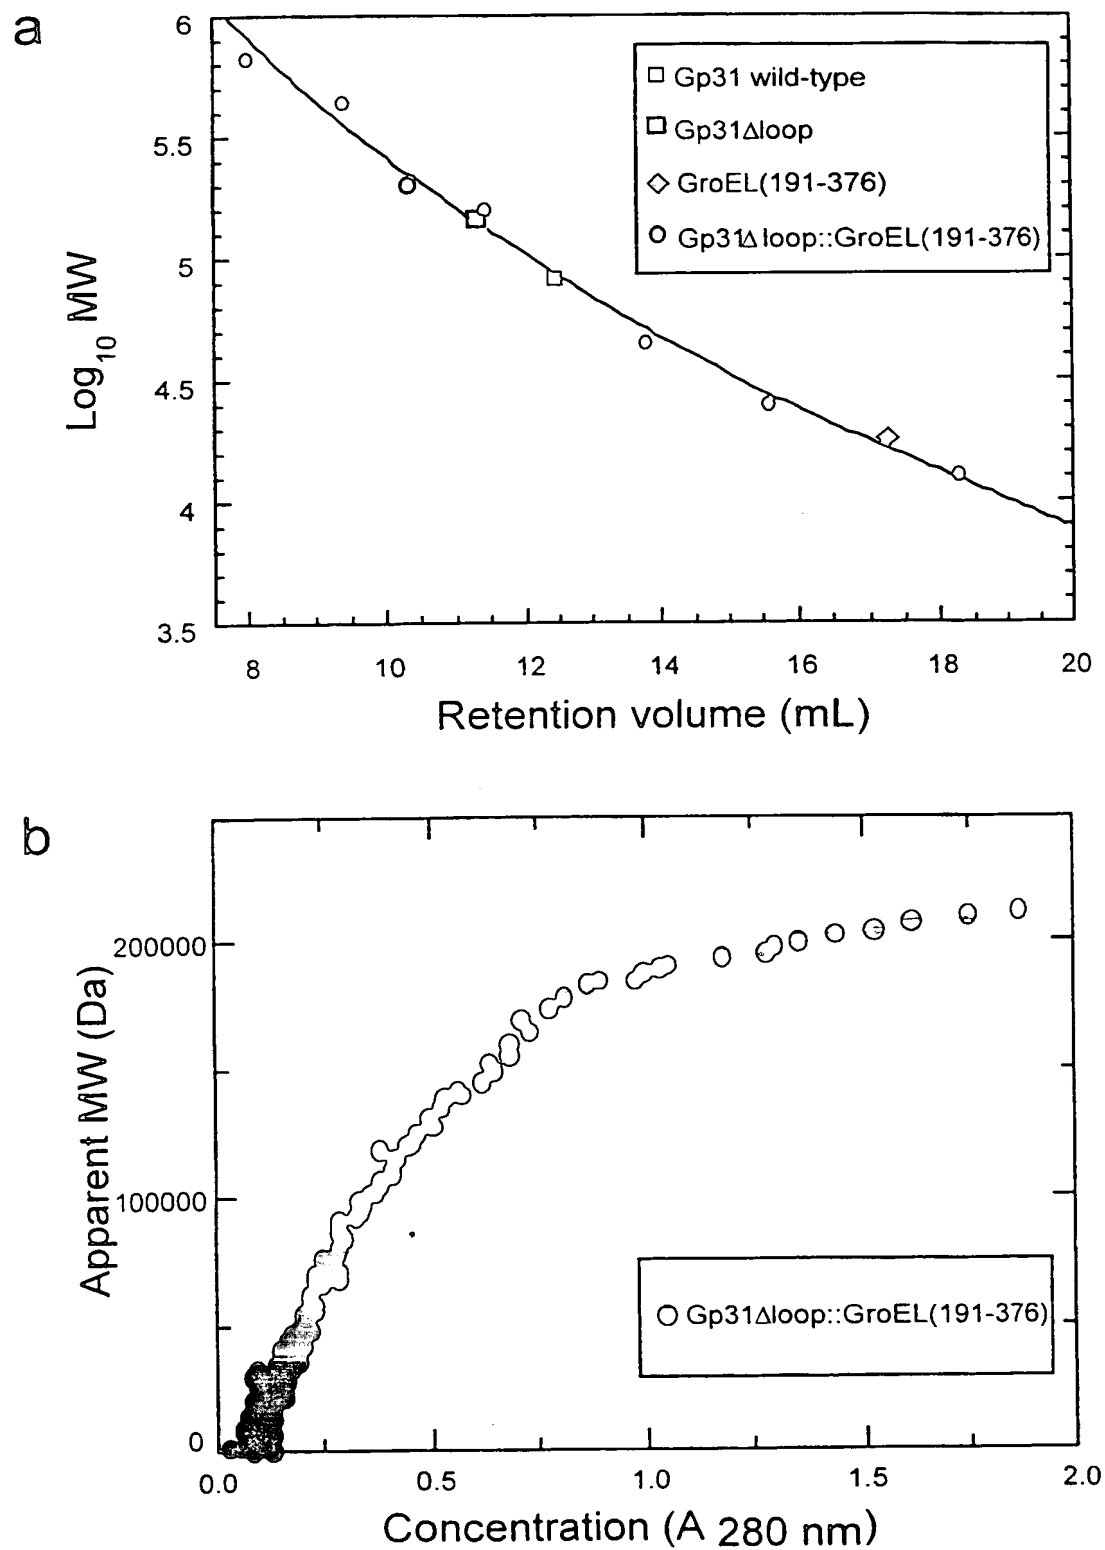 a
6
5.5
5
4.5
4
3.5
Log10 MW
Gp31 wild-type
Gp31Δloop
GroEL(191-376)
Gp31Δloop::GroEL(191-376)
8 10 12 14 16 18 20
Retention volume (mL)
b
200000
100000
0
Apparent MW (Da)
Gp31Δloop::GroEL(191-376)
0.0 0.5 1.0 1.5 2.0
Concentration (A 280 nm)